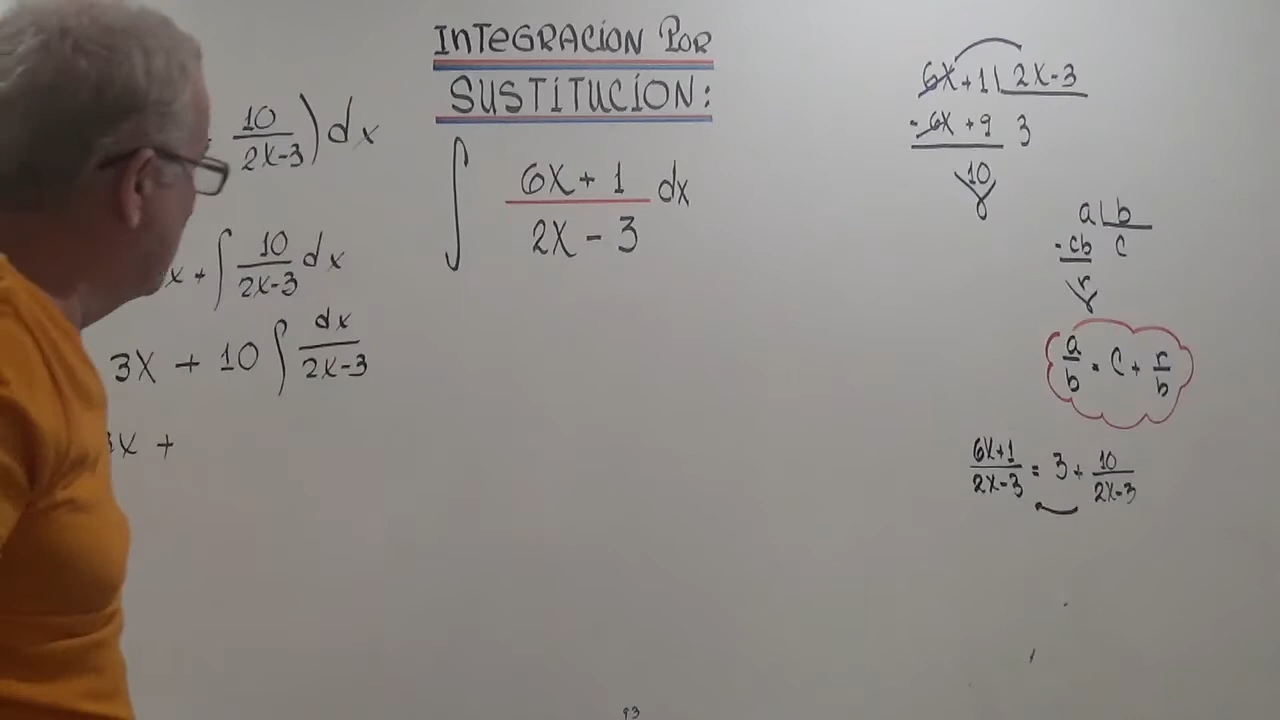 INTEGRACION POR
SUSTITUCION:
∫ 6X + 1 / 2X - 3 dx
10 / 2X-3 ) dx
x + ∫ 10 / 2X-3 dx
3X + 10 ∫ dx / 2X-3
3X +
6X + 1 | 2X-3
- 6X + 9 3
10
a | b
- cb c
r
a/b = C + r/b
6X+1 / 2X-3 = 3 + 10 / 2X-3
93